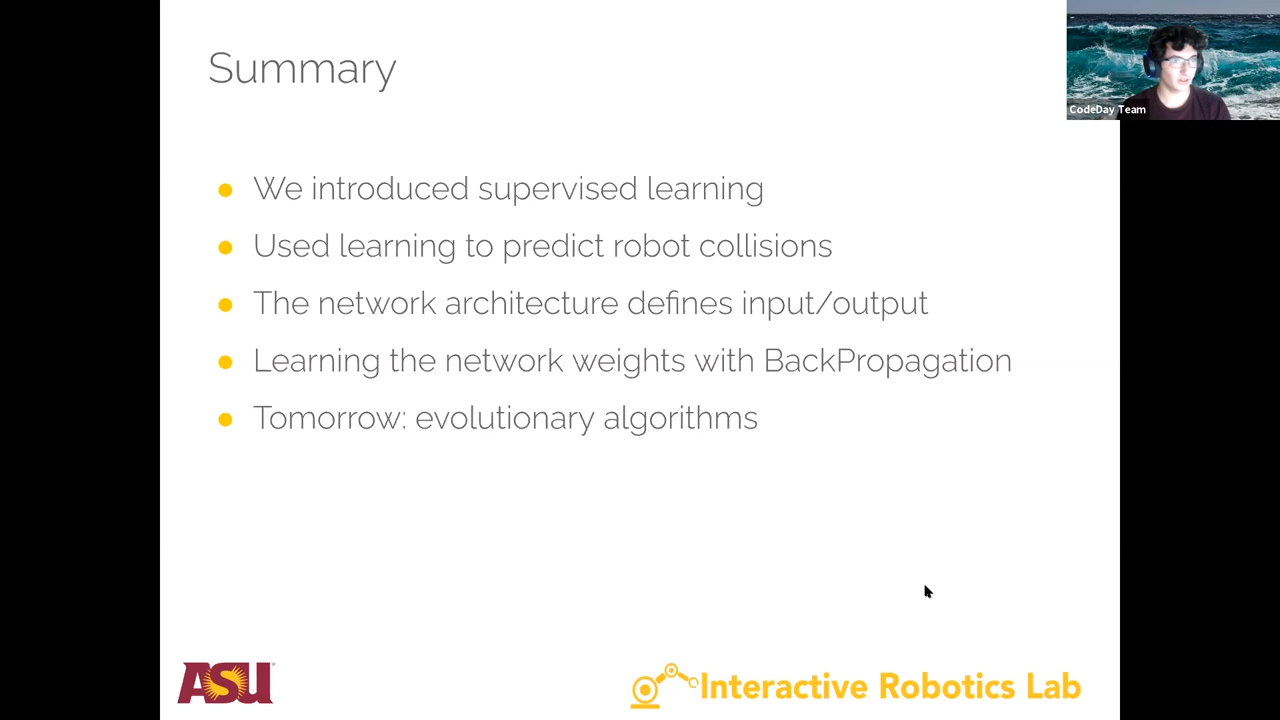 Summary
CodeDay Team
● We introduced supervised learning
● Used learning to predict robot collisions
● The network architecture defines input/output
● Learning the network weights with BackPropagation
● Tomorrow: evolutionary algorithms
ASU
Interactive Robotics Lab